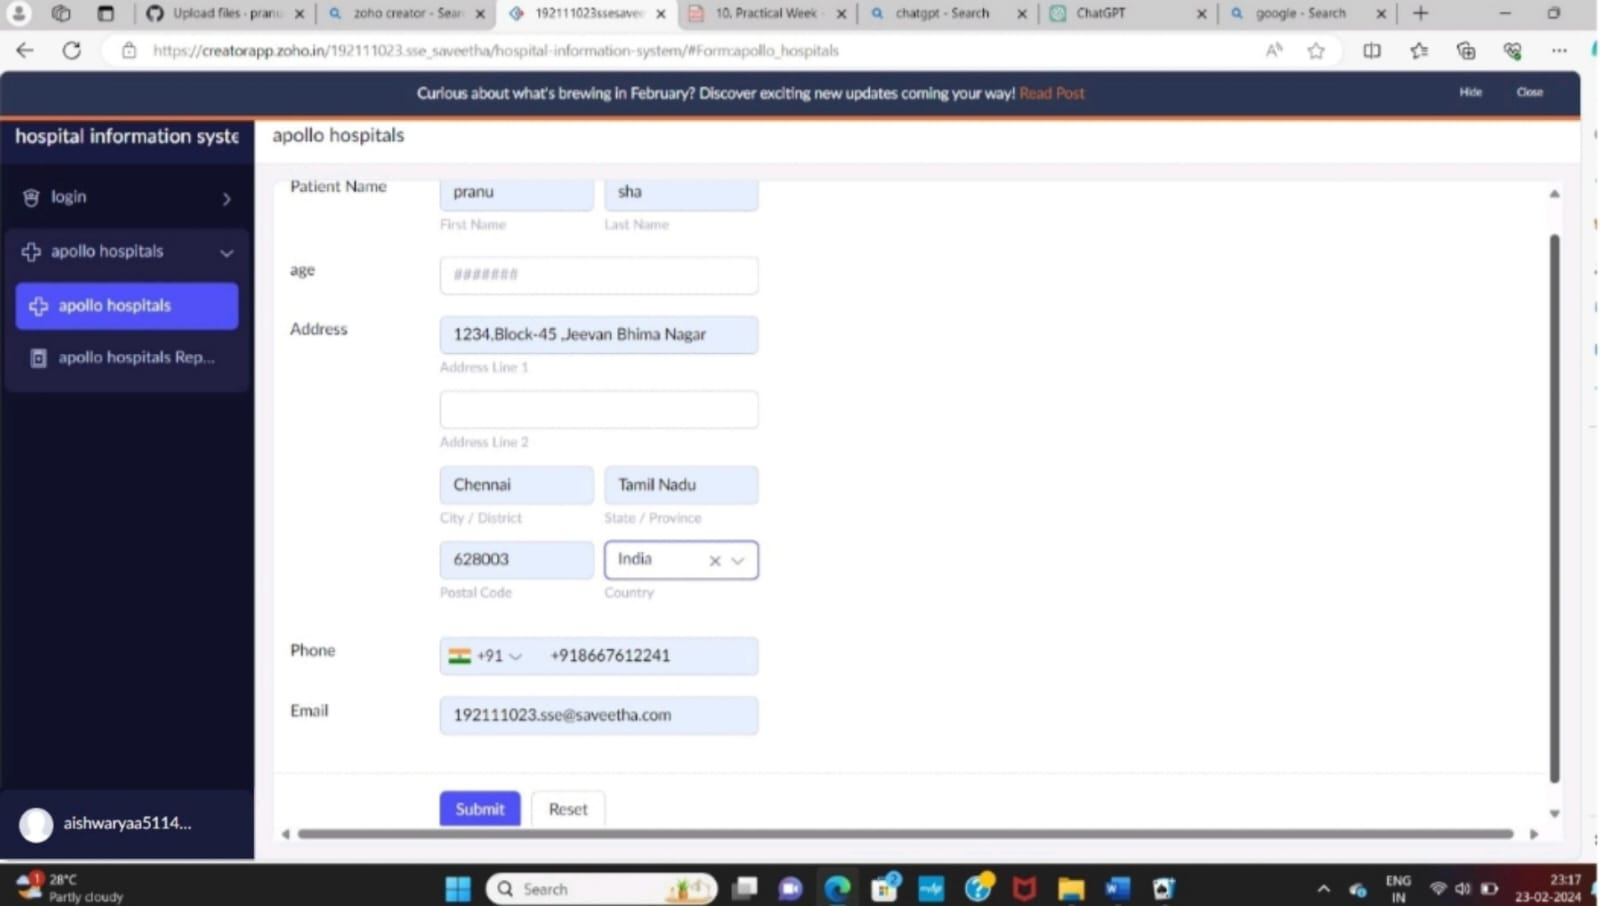 Upload files - pranu
zoho creator - Sear
192111023ssesavee
10. Practical Week -
chatgpt - Search
ChatGPT
google - Search
https://creatorapp.zoho.in/192111023.sse_saveetha/hospital-information-system/#Form:apollo_hospitals
Curious about what's brewing in February? Discover exciting new updates coming your way! Read Post
Hide
Close
hospital information syste
apollo hospitals
login
apollo hospitals
apollo hospitals
apollo hospitals Rep...
Patient Name
pranu
sha
First Name
Last Name
age
#######
Address
1234,Block-45 ,Jeevan Bhima Nagar
Address Line 1
Address Line 2
Chennai
Tamil Nadu
City / District
State / Province
628003
India
Postal Code
Country
Phone
+91
+918667612241
Email
192111023.sse@saveetha.com
Submit
Reset
aishwaryaa5114...
1
28°C
Partly cloudy
Search
2
ENG
IN
23:17
23-02-2024